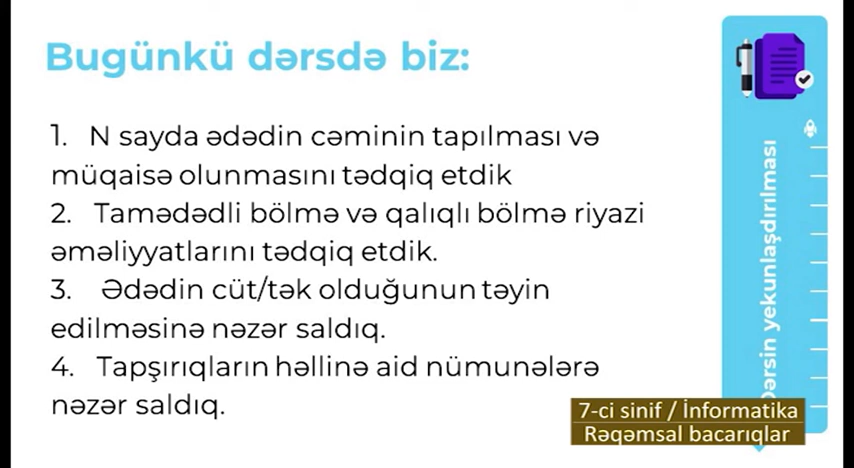 Bugünkü dərsdə biz:
1. N sayda ədədin cəminin tapılması və
müqaisə olunmasını tədqiq etdik
2. Tamədədli bölmə və qalıqlı bölmə riyazi
əməliyyatlarını tədqiq etdik.
3. Ədədin cüt/tək olduğunun təyin
edilməsinə nəzər saldıq.
4. Tapşırıqların həllinə aid nümunələrə
nəzər saldıq.
Dərsin yekunlaşdırılması
7-ci sinif / İnformatika
Rəqəmsal bacarıqlar